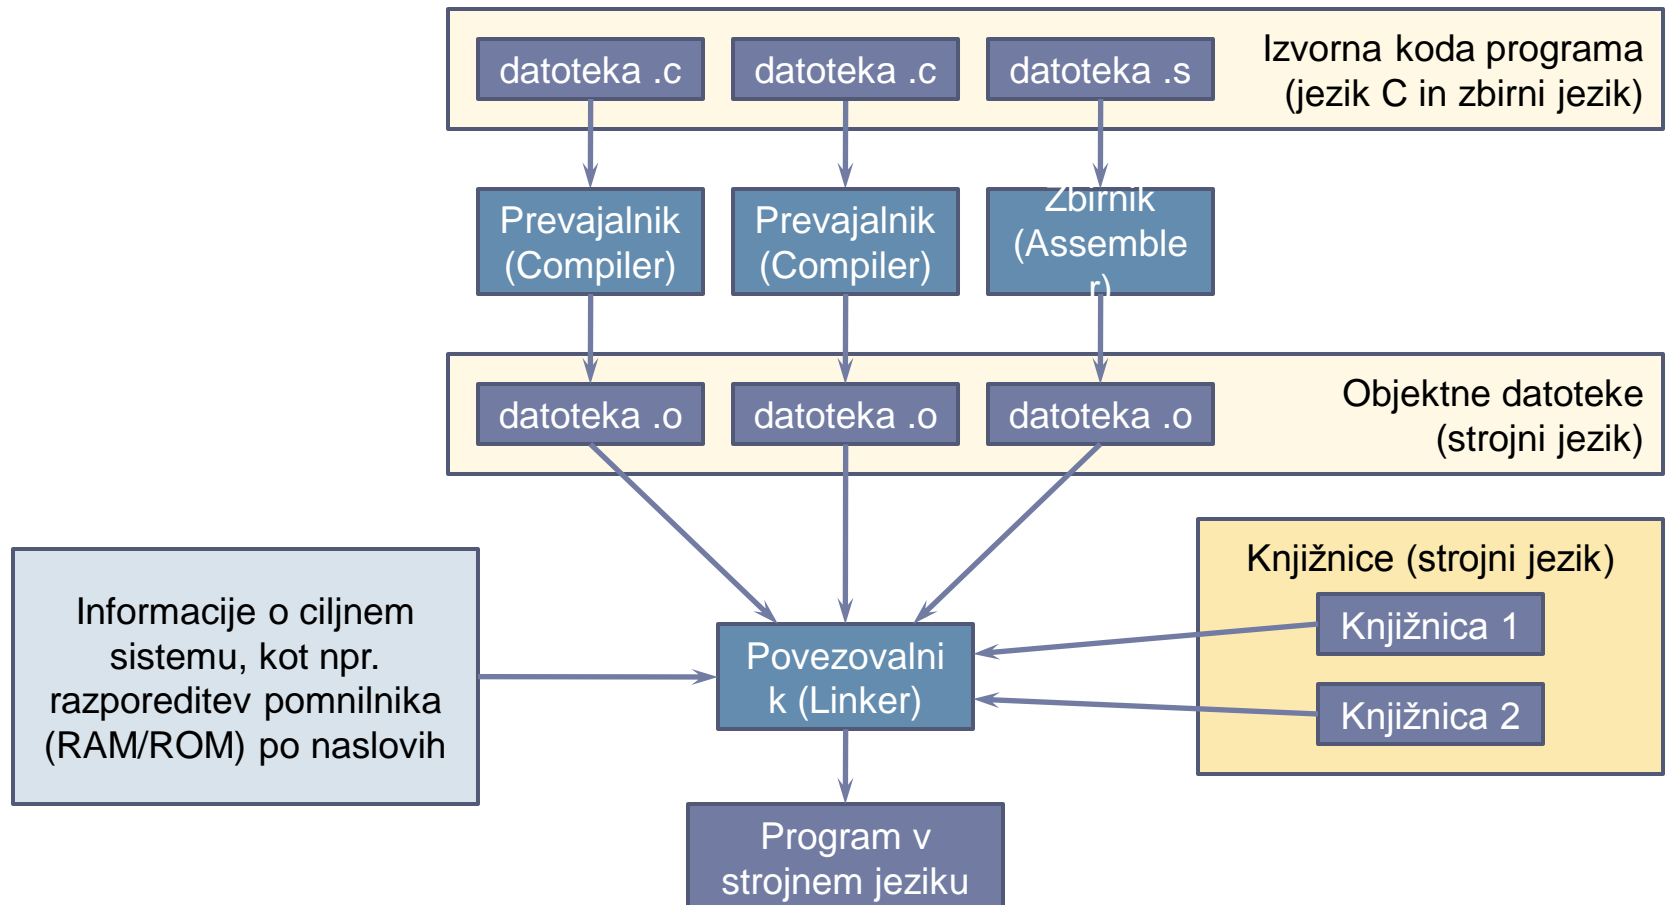 datoteka .c
datoteka .c
datoteka .s
Izvorna koda programa
(jezik C in zbirni jezik)
Prevajalnik
(Compiler)
Prevajalnik
(Compiler)
Zbirnik
(Assemble
r)
datoteka .o
datoteka .o
datoteka .o
Objektne datoteke
(strojni jezik)
Informacije o ciljnem
sistemu, kot npr.
razporeditev pomnilnika
(RAM/ROM) po naslovih
Povezovalni
k (Linker)
Knjižnice (strojni jezik)
Knjižnica 1
Knjižnica 2
Program v
strojnem jeziku